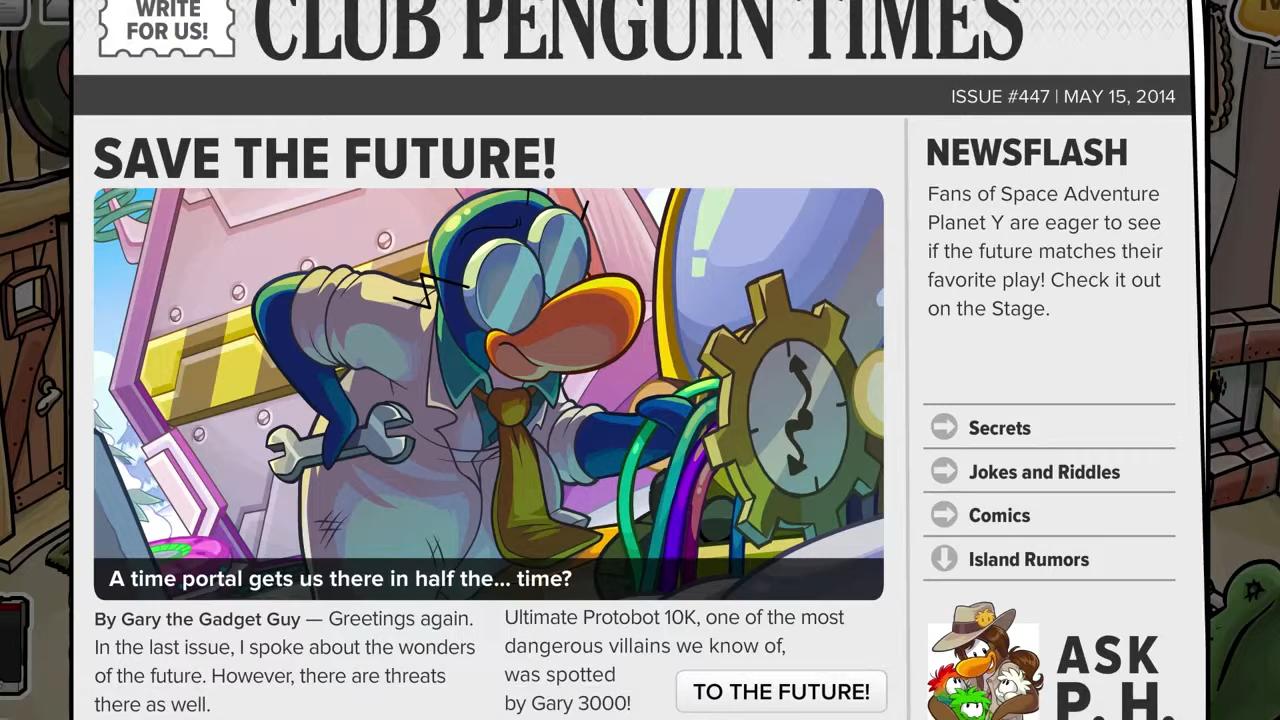 WRITE
FOR US!
CLUB PENGUIN TIMES
ISSUE #447 | MAY 15, 2014
SAVE THE FUTURE!
A time portal gets us there in half the... time?
By Gary the Gadget Guy — Greetings again.
In the last issue, I spoke about the wonders
of the future. However, there are threats
there as well.
Ultimate Protobot 10K, one of the most
dangerous villains we know of,
was spotted
by Gary 3000!
TO THE FUTURE!
NEWSFLASH
Fans of Space Adventure
Planet Y are eager to see
if the future matches their
favorite play! Check it out
on the Stage.
Secrets
Jokes and Riddles
Comics
Island Rumors
ASK
P. H.